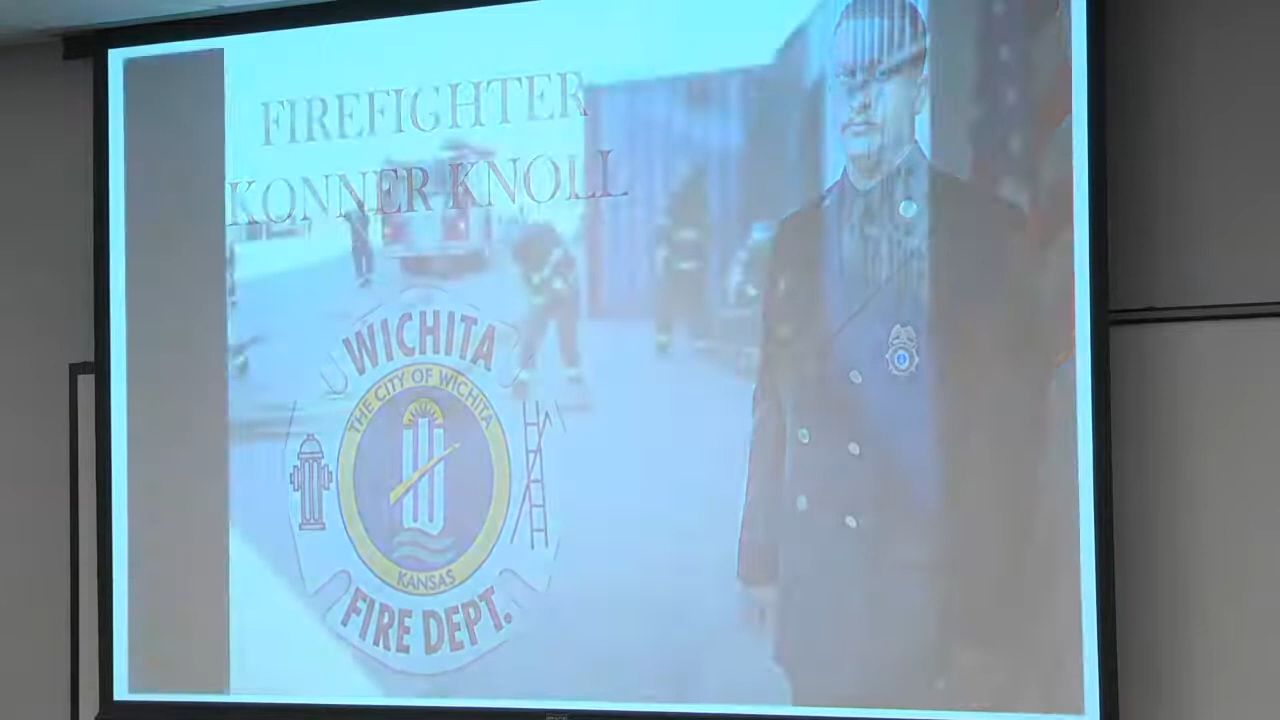 FIREFIGHTER
KONNER KNOLL
WICHITA
THE CITY OF WICHITA
KANSAS
FIRE DEPT.